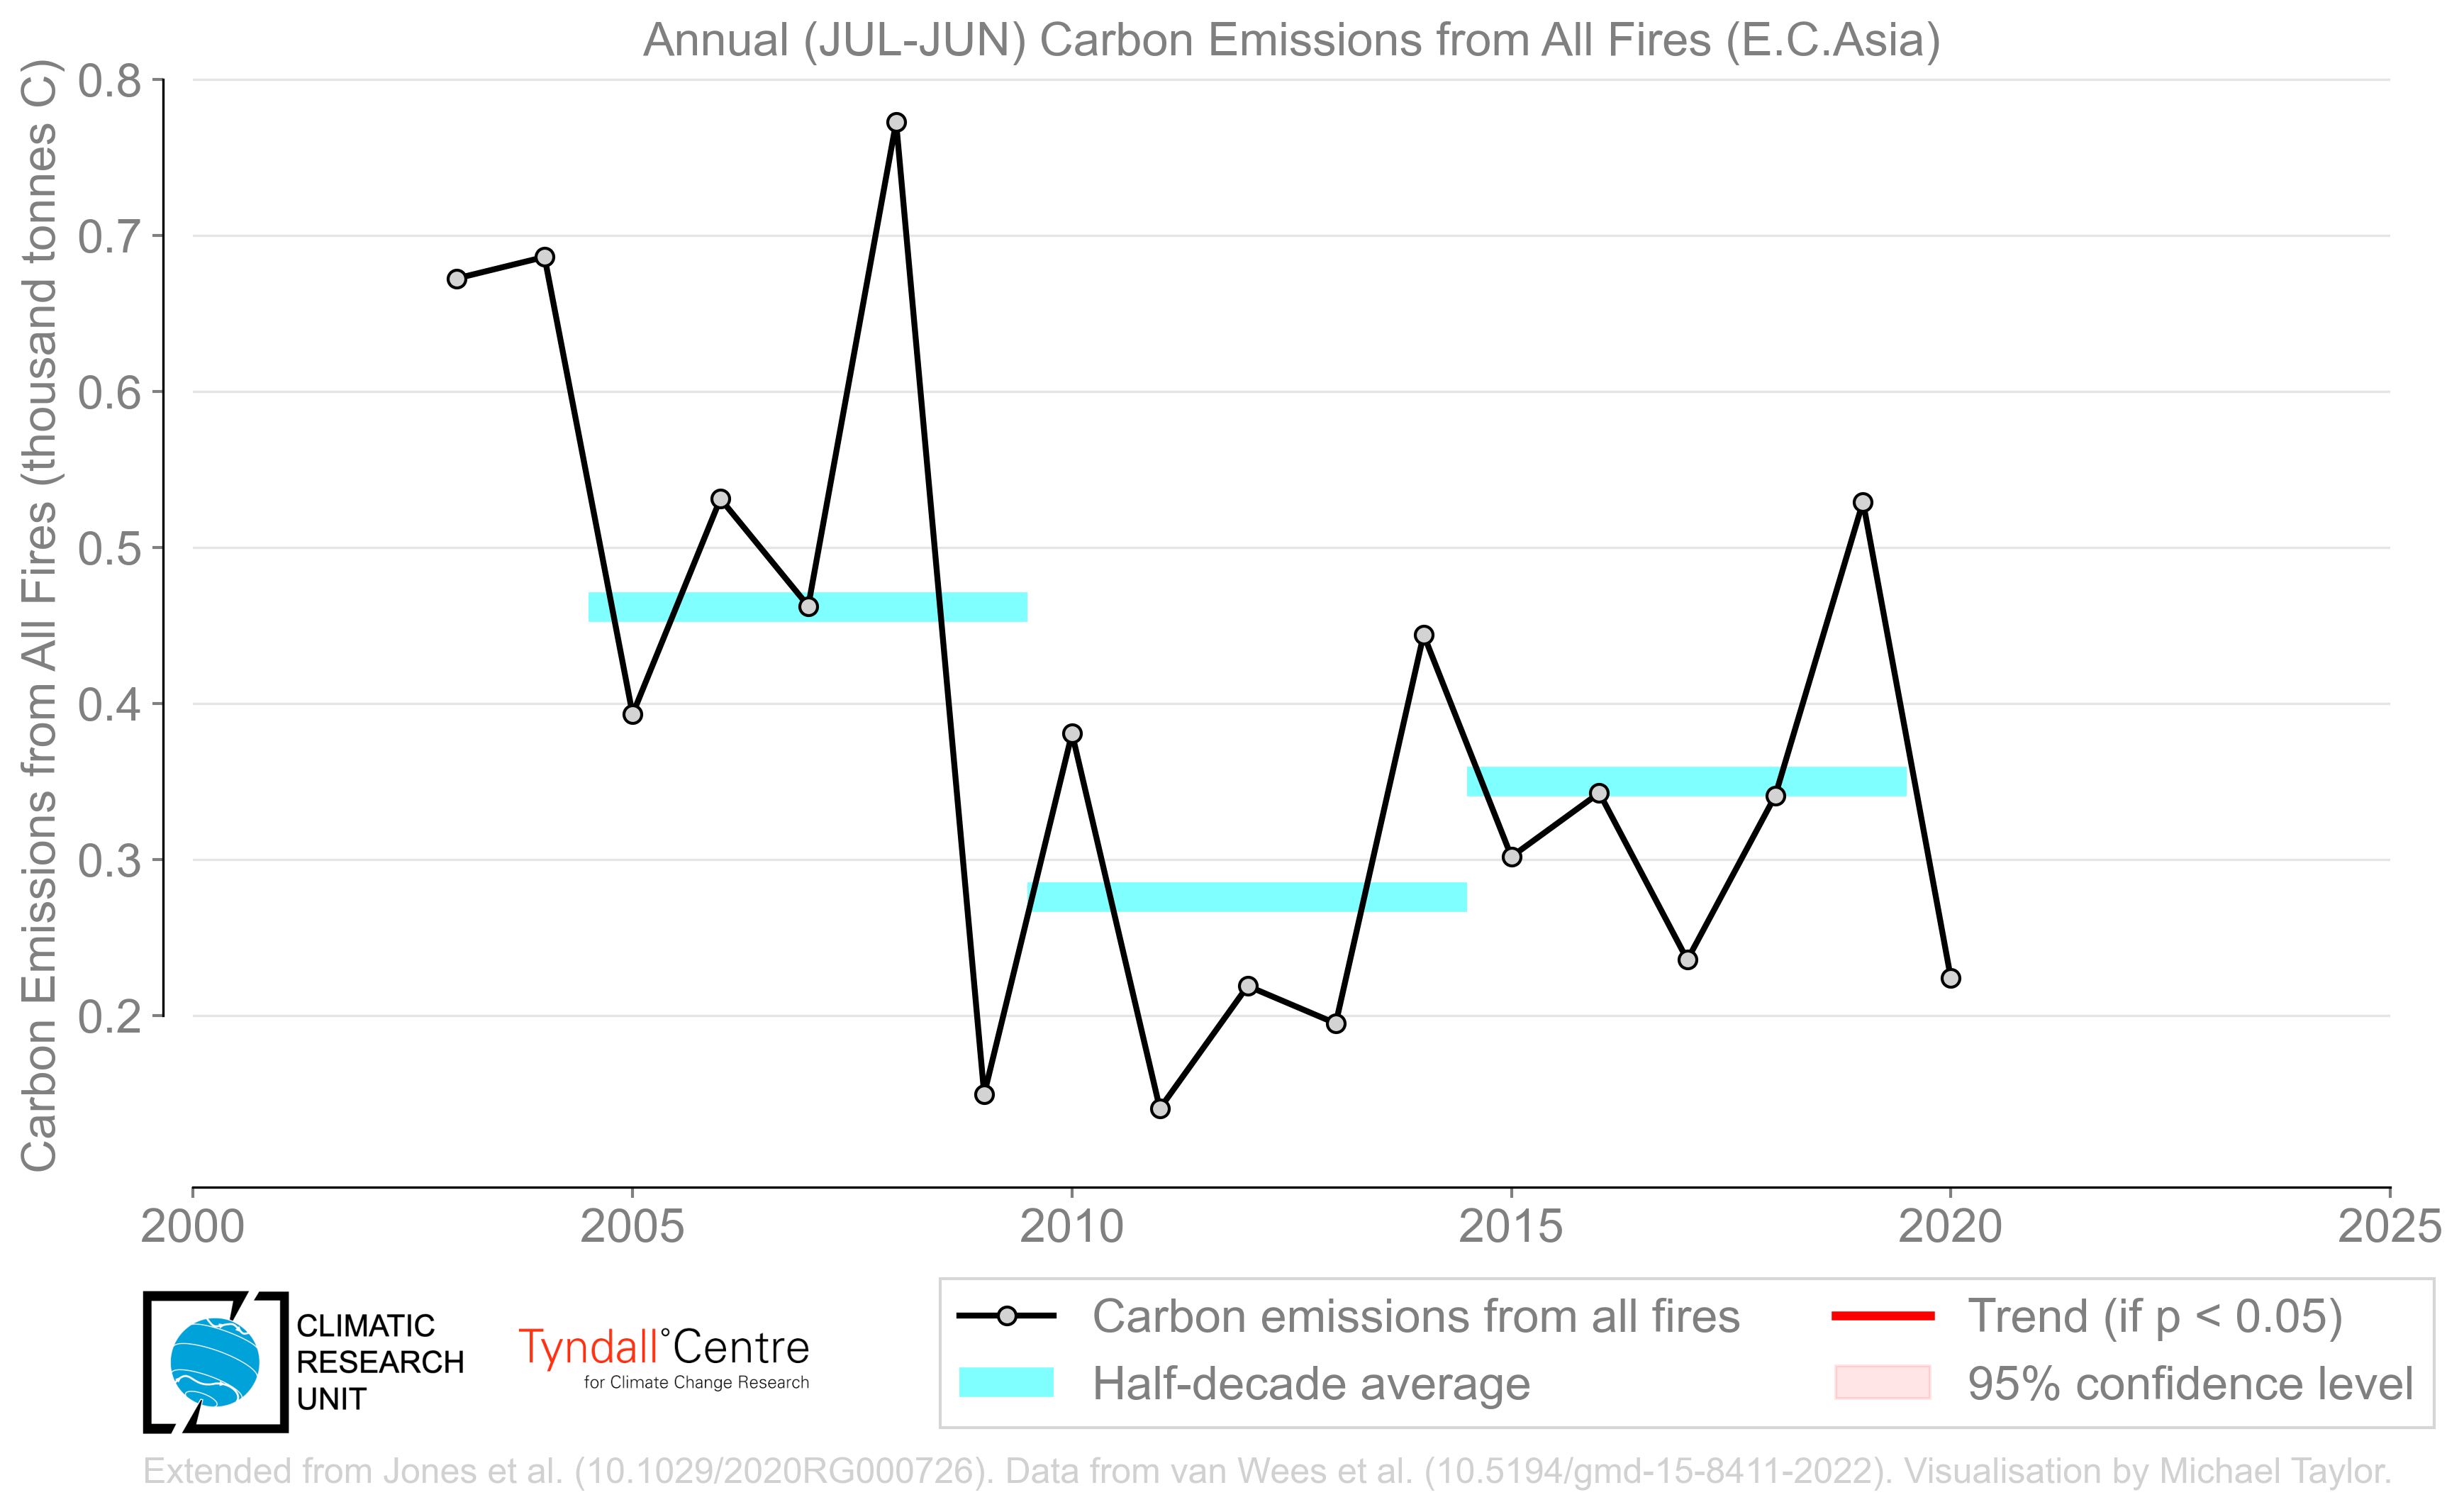 Annual (JUL-JUN) Carbon Emissions from All Fires (E.C.Asia)
Carbon Emissions from All Fires (thousand tonnes C)
0.8
0.7
0.6
0.5
0.4
0.3
0.2
2000 2005 2010 2015 2020 2025
CLIMATIC
RESEARCH
UNIT
Tyndall°Centre
for Climate Change Research
Carbon emissions from all fires
Half-decade average
Trend (if p < 0.05)
95% confidence level
Extended from Jones et al. (10.1029/2020RG000726). Data from van Wees et al. (10.5194/gmd-15-8411-2022). Visualisation by Michael Taylor.